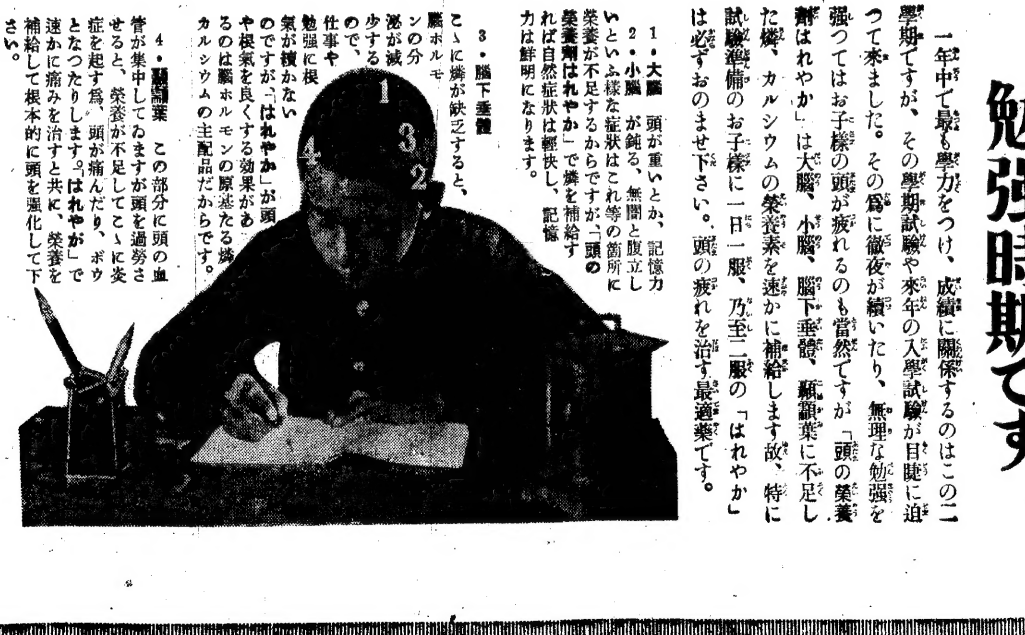 勉强時期です
一年中で最も學力をつけ、成績に關係するのはこの二
學期ですが、その學期試驗や來年の入學試驗が目睫に迫
つて來ました。その爲に徹夜が續いたり、無理な勉强を
强つてはお子様の頭が疲れるのも當然ですが「頭の榮養
劑はれやか」は大腦、小腦、腦下垂體、顳顬葉に不足し
た燐、カルシウムの榮養素を速かに補給します故、特に
試驗準備のお子様に一日一服、乃至二服の「はれやか」
は必ずおのませ下さい。頭の疲れを治す最適藥です。
1・大腦 頭が重いとか、記憶力
2・小腦 が鈍る、無闇と腹立し
いといふ様な症狀はこれ等の箇所に
榮養が不足するからですが、「頭の
榮養劑はれやか」で燐を補給す
れば自然症狀は輕快し、記憶
力は鮮明になります。
3・腦下垂體
こゝに燐が缺乏すると、
腦ホルモ
ンの分
泌が減
少する
ので、
仕事や
勉强に根
氣が續かない
のですが、「はれやか」が頭
や根氣を良くする効果があ
るのは腦ホルモンの原基たる燐
カルシウムの主配品だからです。
4・顳顬葉 この部分に頭の血
管が集中してゐますが頭を過勞さ
せると、榮養が不足してこゝに炎
症を起す爲、頭が痛んだり、ボウ
となつたりします。「はれやか」で
速かに痛みを治すと共に、榮養を
補給して根本的に頭を强化して下
さい。
1
3
2
4